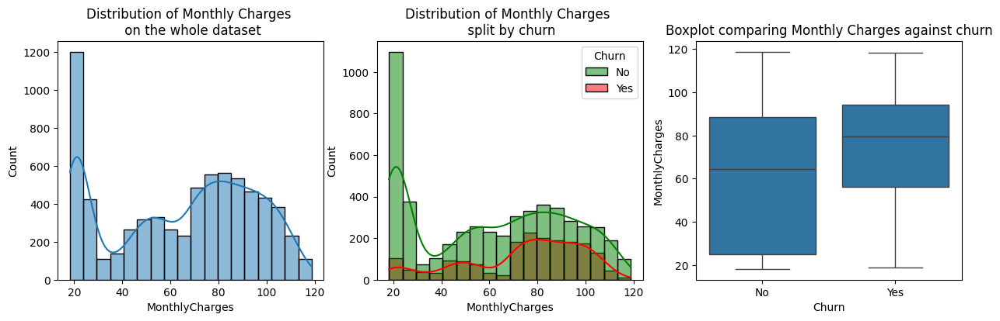 Distribution of Monthly Charges
on the whole dataset
1200
1000
800
600
400
200
0
Count
20
40
60
80
100
120
MonthlyCharges
Distribution of Monthly Charges
split by churn
Churn
No
Yes
1000
800
600
400
200
0
Count
20
40
60
80
100
120
MonthlyCharges
Boxplot comparing Monthly Charges against churn
120
100
80
60
40
20
MonthlyCharges
No
Yes
Churn